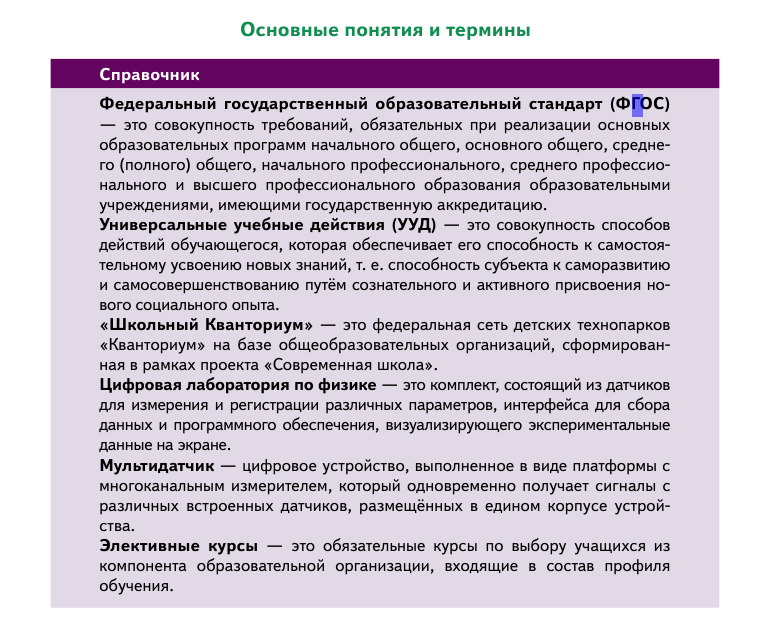 Основные понятия и термины
Справочник
Федеральный государственный образовательный стандарт (ФГОС)
— это совокупность требований, обязательных при реализации основных
образовательных программ начального общего, основного общего, средне-
го (полного) общего, начального профессионального, среднего профессио-
нального и высшего профессионального образования образовательными
учреждениями, имеющими государственную аккредитацию.
Универсальные учебные действия (УУД) — это совокупность способов
действий обучающегося, которая обеспечивает его способность к самостоя-
тельному усвоению новых знаний, т. е. способность субъекта к саморазвитию
и самосовершенствованию путём сознательного и активного присвоения но-
вого социального опыта.
«Школьный Кванториум» — это федеральная сеть детских технопарков
«Кванториум» на базе общеобразовательных организаций, сформирован-
ная в рамках проекта «Современная школа».
Цифровая лаборатория по физике — это комплект, состоящий из датчиков
для измерения и регистрации различных параметров, интерфейса для сбора
данных и программного обеспечения, визуализирующего экспериментальные
данные на экране.
Мультидатчик — цифровое устройство, выполненное в виде платформы с
многоканальным измерителем, который одновременно получает сигналы с
различных встроенных датчиков, размещённых в едином корпусе устрой-
ства.
Элективные курсы — это обязательные курсы по выбору учащихся из
компонента образовательной организации, входящие в состав профиля
обучения.